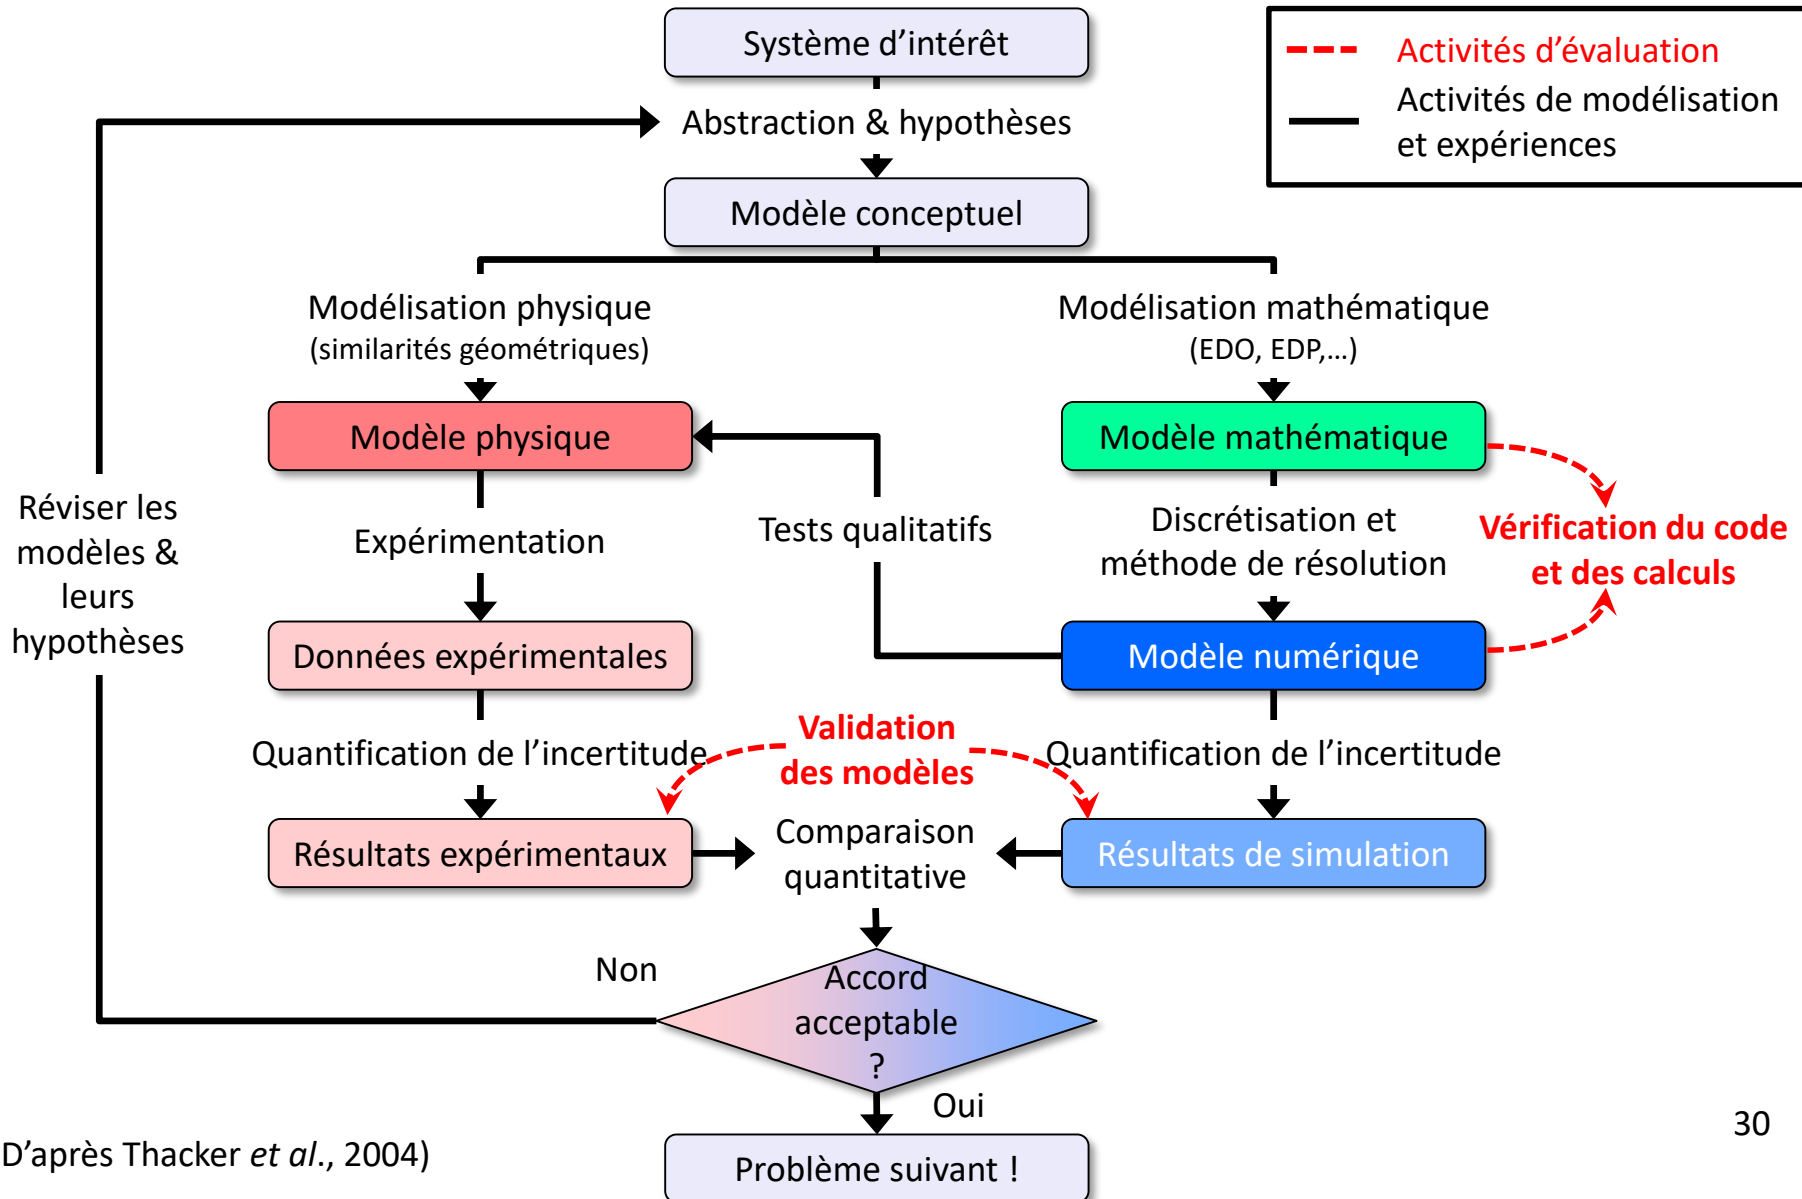 Système d’intérêt
Activités d’évaluation
Activités de modélisation
et expériences
Abstraction & hypothèses
Modèle conceptuel
Modélisation physique
(similarités géométriques)
Modélisation mathématique
(EDO, EDP,...)
Modèle physique
Modèle mathématique
Réviser les
modèles &
leurs
hypothèses
Expérimentation
Tests qualitatifs
Discrétisation et
méthode de résolution
Vérification du code
et des calculs
Données expérimentales
Modèle numérique
Quantification de l’incertitude
Validation
des modèles
Quantification de l’incertitude
Résultats expérimentaux
Comparaison
quantitative
Résultats de simulation
Non
Accord
acceptable
?
Oui
D’après Thacker et al., 2004)
Problème suivant !
30